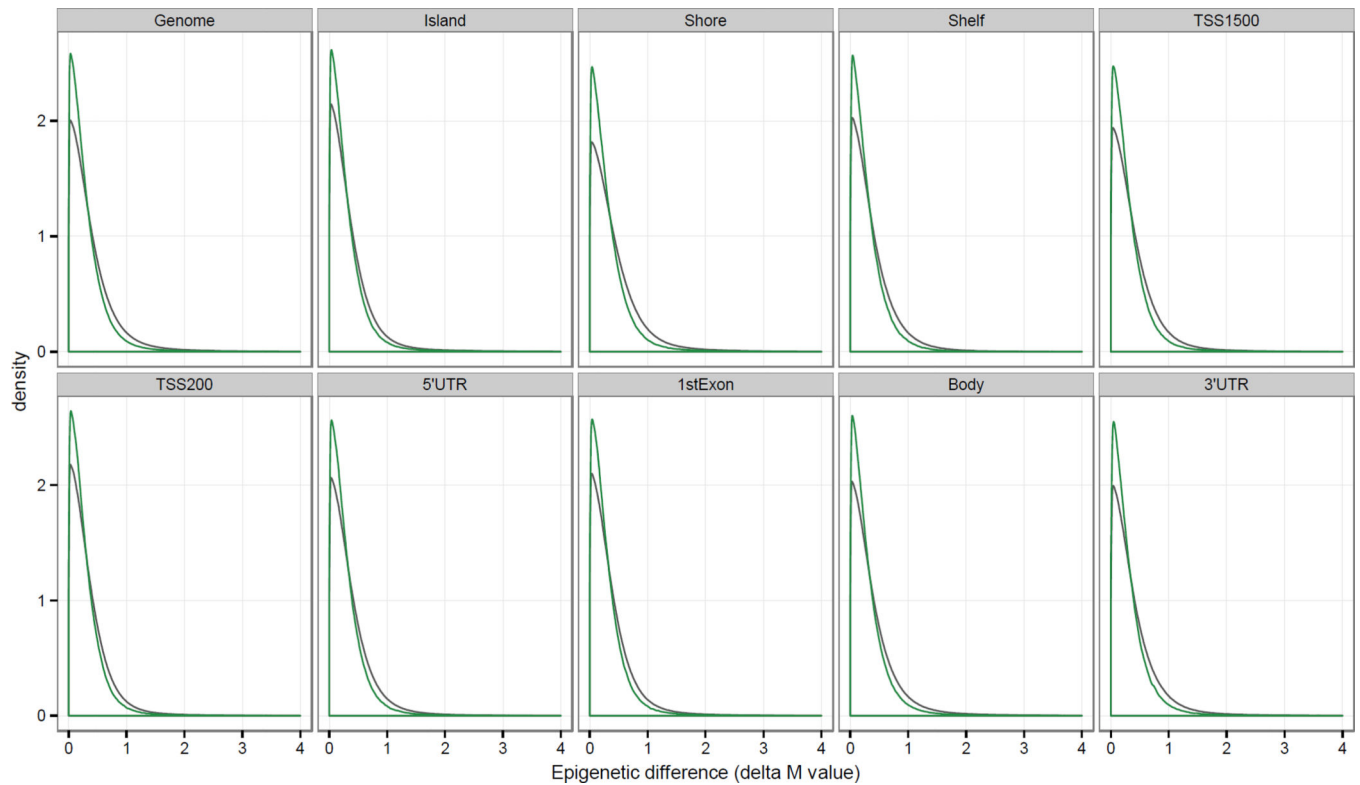 Genome Island Shore Shelf TSS1500
2
1
0
density
TSS200 5'UTR 1stExon Body 3'UTR
2
1
0
0 1 2 3 4 0 1 2 3 4 0 1 2 3 4 0 1 2 3 4 0 1 2 3 4
Epigenetic difference (delta M value)